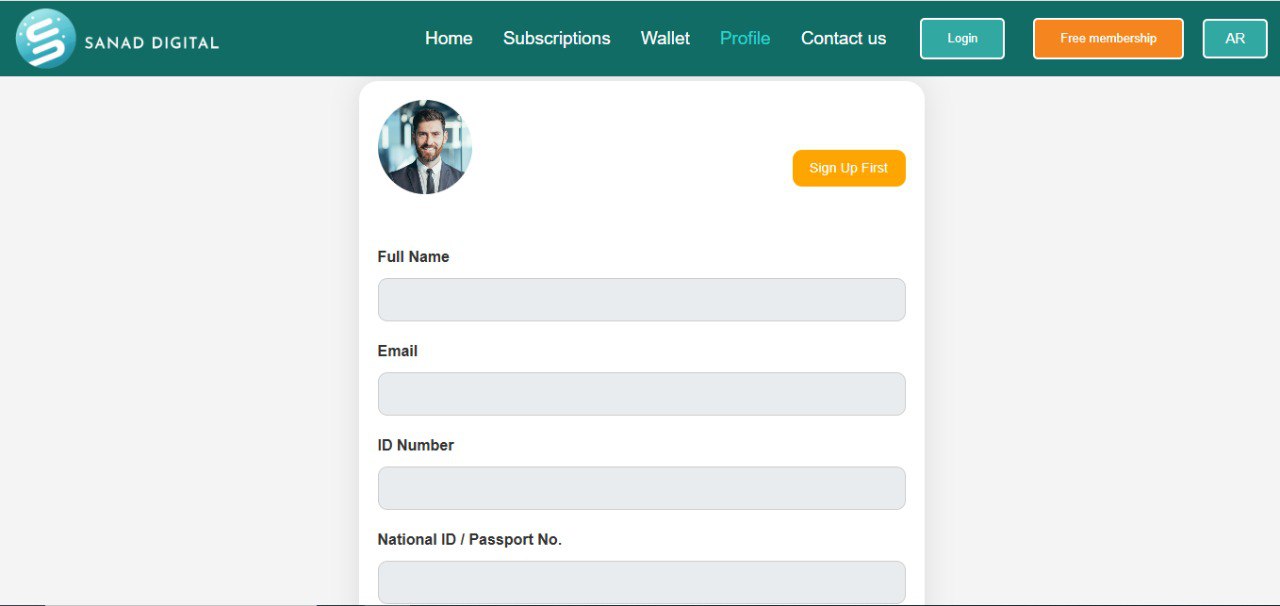 SANAD DIGITAL
Home Subscriptions Wallet Profile Contact us Login Free membership AR
Sign Up First
Full Name
Email
ID Number
National ID / Passport No.